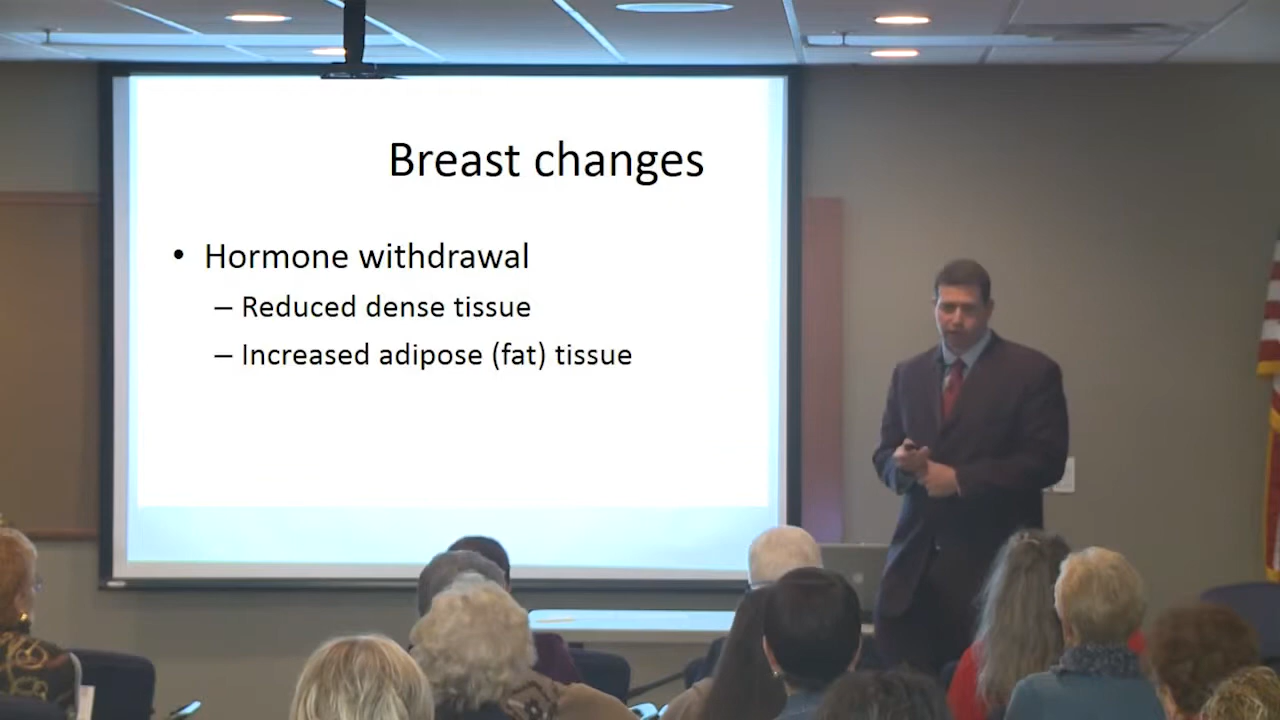 Breast changes
• Hormone withdrawal
– Reduced dense tissue
– Increased adipose (fat) tissue